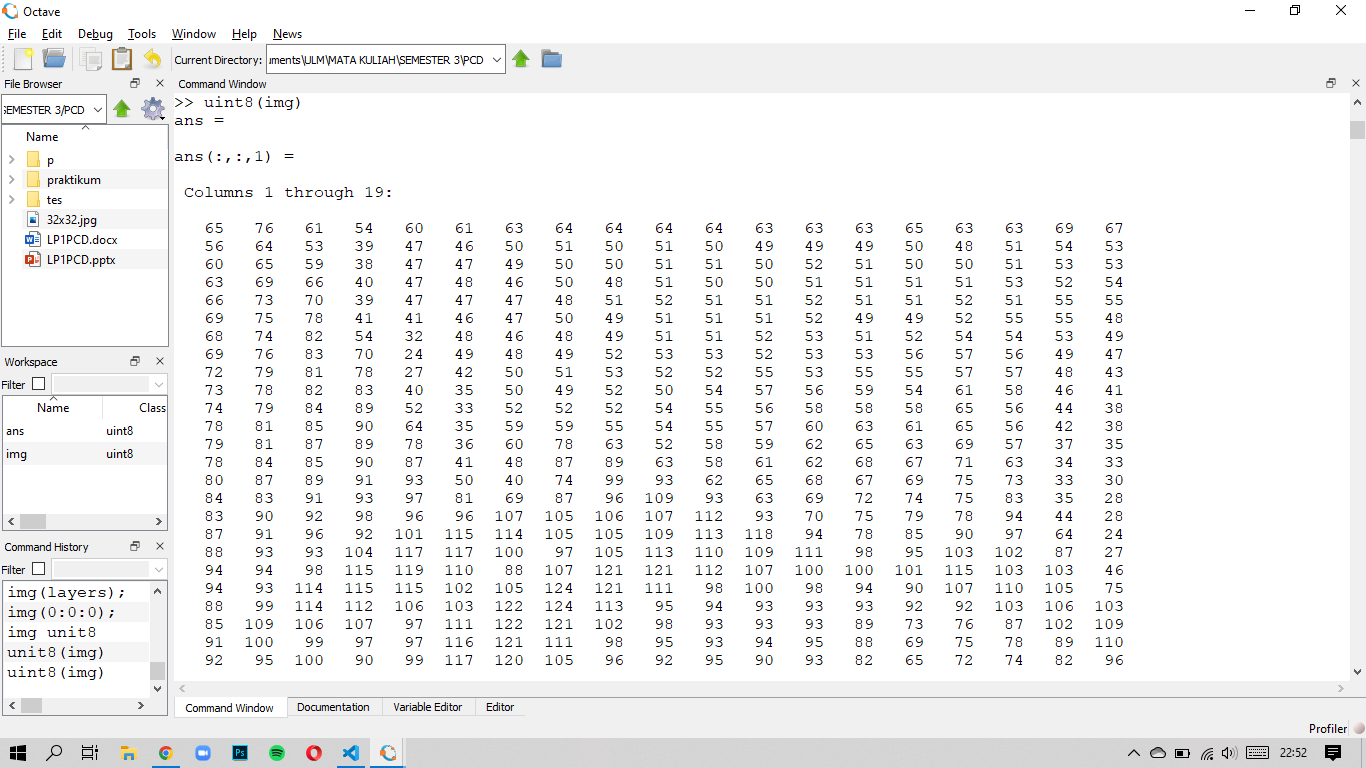 Octave
File Edit Debug Tools Window Help News
Current Directory: ıments\ULM\MATA KULIAH\SEMESTER 3\PCD
File Browser
SEMESTER 3/PCD
Name
p
praktikum
tes
32x32.jpg
LP1PCD.docx
LP1PCD.pptx
Workspace
Filter
Name Class
ans uint8
img uint8
Command History
Filter
img(layers);
img(0:0:0);
img unit8
unit8(img)
uint8(img)
Command Window
>> uint8(img)
ans =
ans(:,:,1) =
Columns 1 through 19:
65 76 61 54 60 61 63 64 64 64 64 63 63 63 65 63 63 69 67
56 64 53 39 47 46 50 51 50 51 50 49 49 49 50 48 51 54 53
60 65 59 38 47 47 49 50 50 51 51 50 52 51 50 50 51 53 53
63 69 66 40 47 48 46 50 48 51 50 50 51 51 51 51 53 52 54
66 73 70 39 47 47 47 48 51 52 51 51 52 51 51 52 51 55 55
69 75 78 41 41 46 47 50 49 51 51 51 52 49 49 52 55 55 48
68 74 82 54 32 48 46 48 49 51 51 52 53 51 52 54 54 53 49
69 76 83 70 24 49 48 49 52 53 53 52 53 53 56 57 56 49 47
72 79 81 78 27 42 50 51 53 52 52 55 53 55 55 57 57 48 43
73 78 82 83 40 35 50 49 52 50 54 57 56 59 54 61 58 46 41
74 79 84 89 52 33 52 52 52 54 55 56 58 58 58 65 56 44 38
78 81 85 90 64 35 59 59 55 54 55 57 60 63 61 65 56 42 38
79 81 87 89 78 36 60 78 63 52 58 59 62 65 63 69 57 37 35
78 84 85 90 87 41 48 87 89 63 58 61 62 68 67 71 63 34 33
80 87 89 91 93 50 40 74 99 93 62 65 68 67 69 75 73 33 30
84 83 91 93 97 81 69 87 96 109 93 63 69 72 74 75 83 35 28
83 90 92 98 96 96 107 105 106 107 112 93 70 75 79 78 94 44 28
87 91 96 92 101 115 114 105 105 109 113 118 94 78 85 90 97 64 24
88 93 93 104 117 117 100 97 105 113 110 109 111 98 95 103 102 87 27
94 94 98 115 119 110 88 107 121 121 112 107 100 100 101 115 103 103 46
94 93 114 115 115 102 105 124 121 111 98 100 98 94 90 107 110 105 75
88 99 114 112 106 103 122 124 113 95 94 93 93 93 92 92 103 106 103
85 109 106 107 97 111 122 121 102 98 93 93 93 89 73 76 87 102 109
91 100 99 97 97 116 121 111 98 95 93 94 95 88 69 75 78 89 110
92 95 100 90 99 117 120 105 96 92 95 90 93 82 65 72 74 82 96
Command Window Documentation Variable Editor Editor
Profiler
22:52